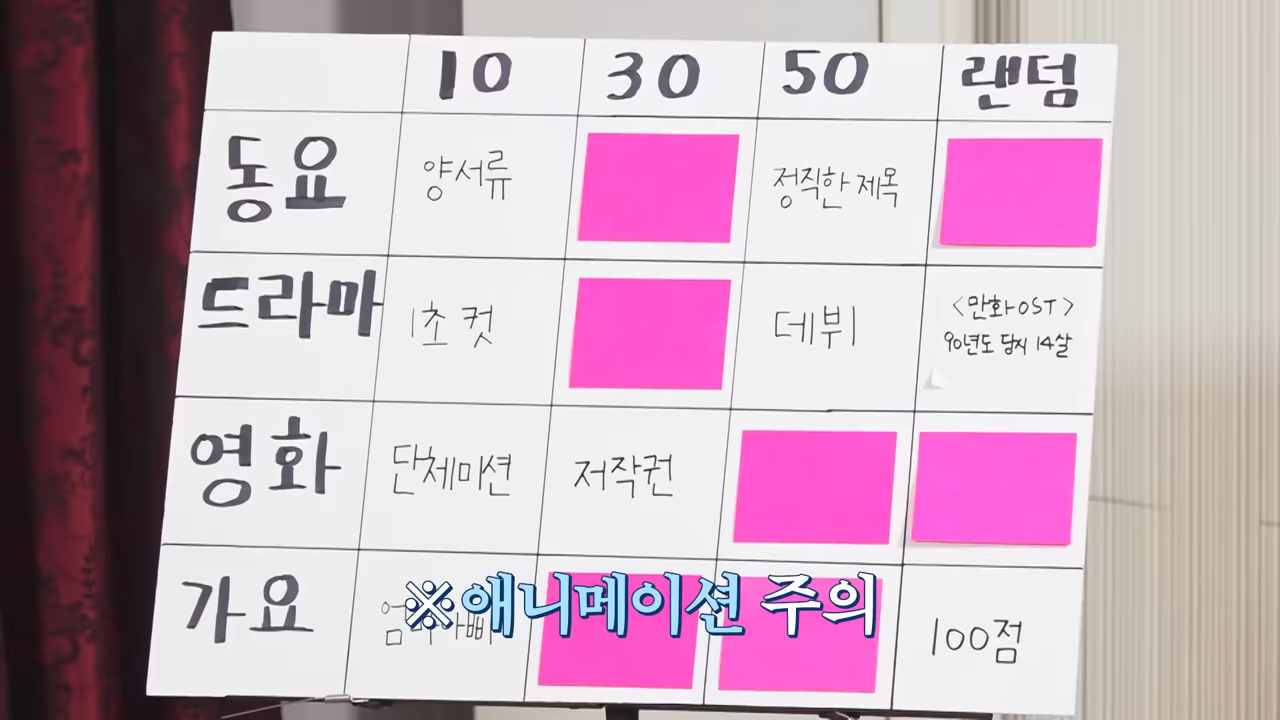 10 30 50 랜덤
동요 양서류 정직한 제목
드라마 1초 컷 데뷔 <만화OST>
90년도 당시 14살
영화 단체미션 저작권
가요 100점
※애니메이션 주의